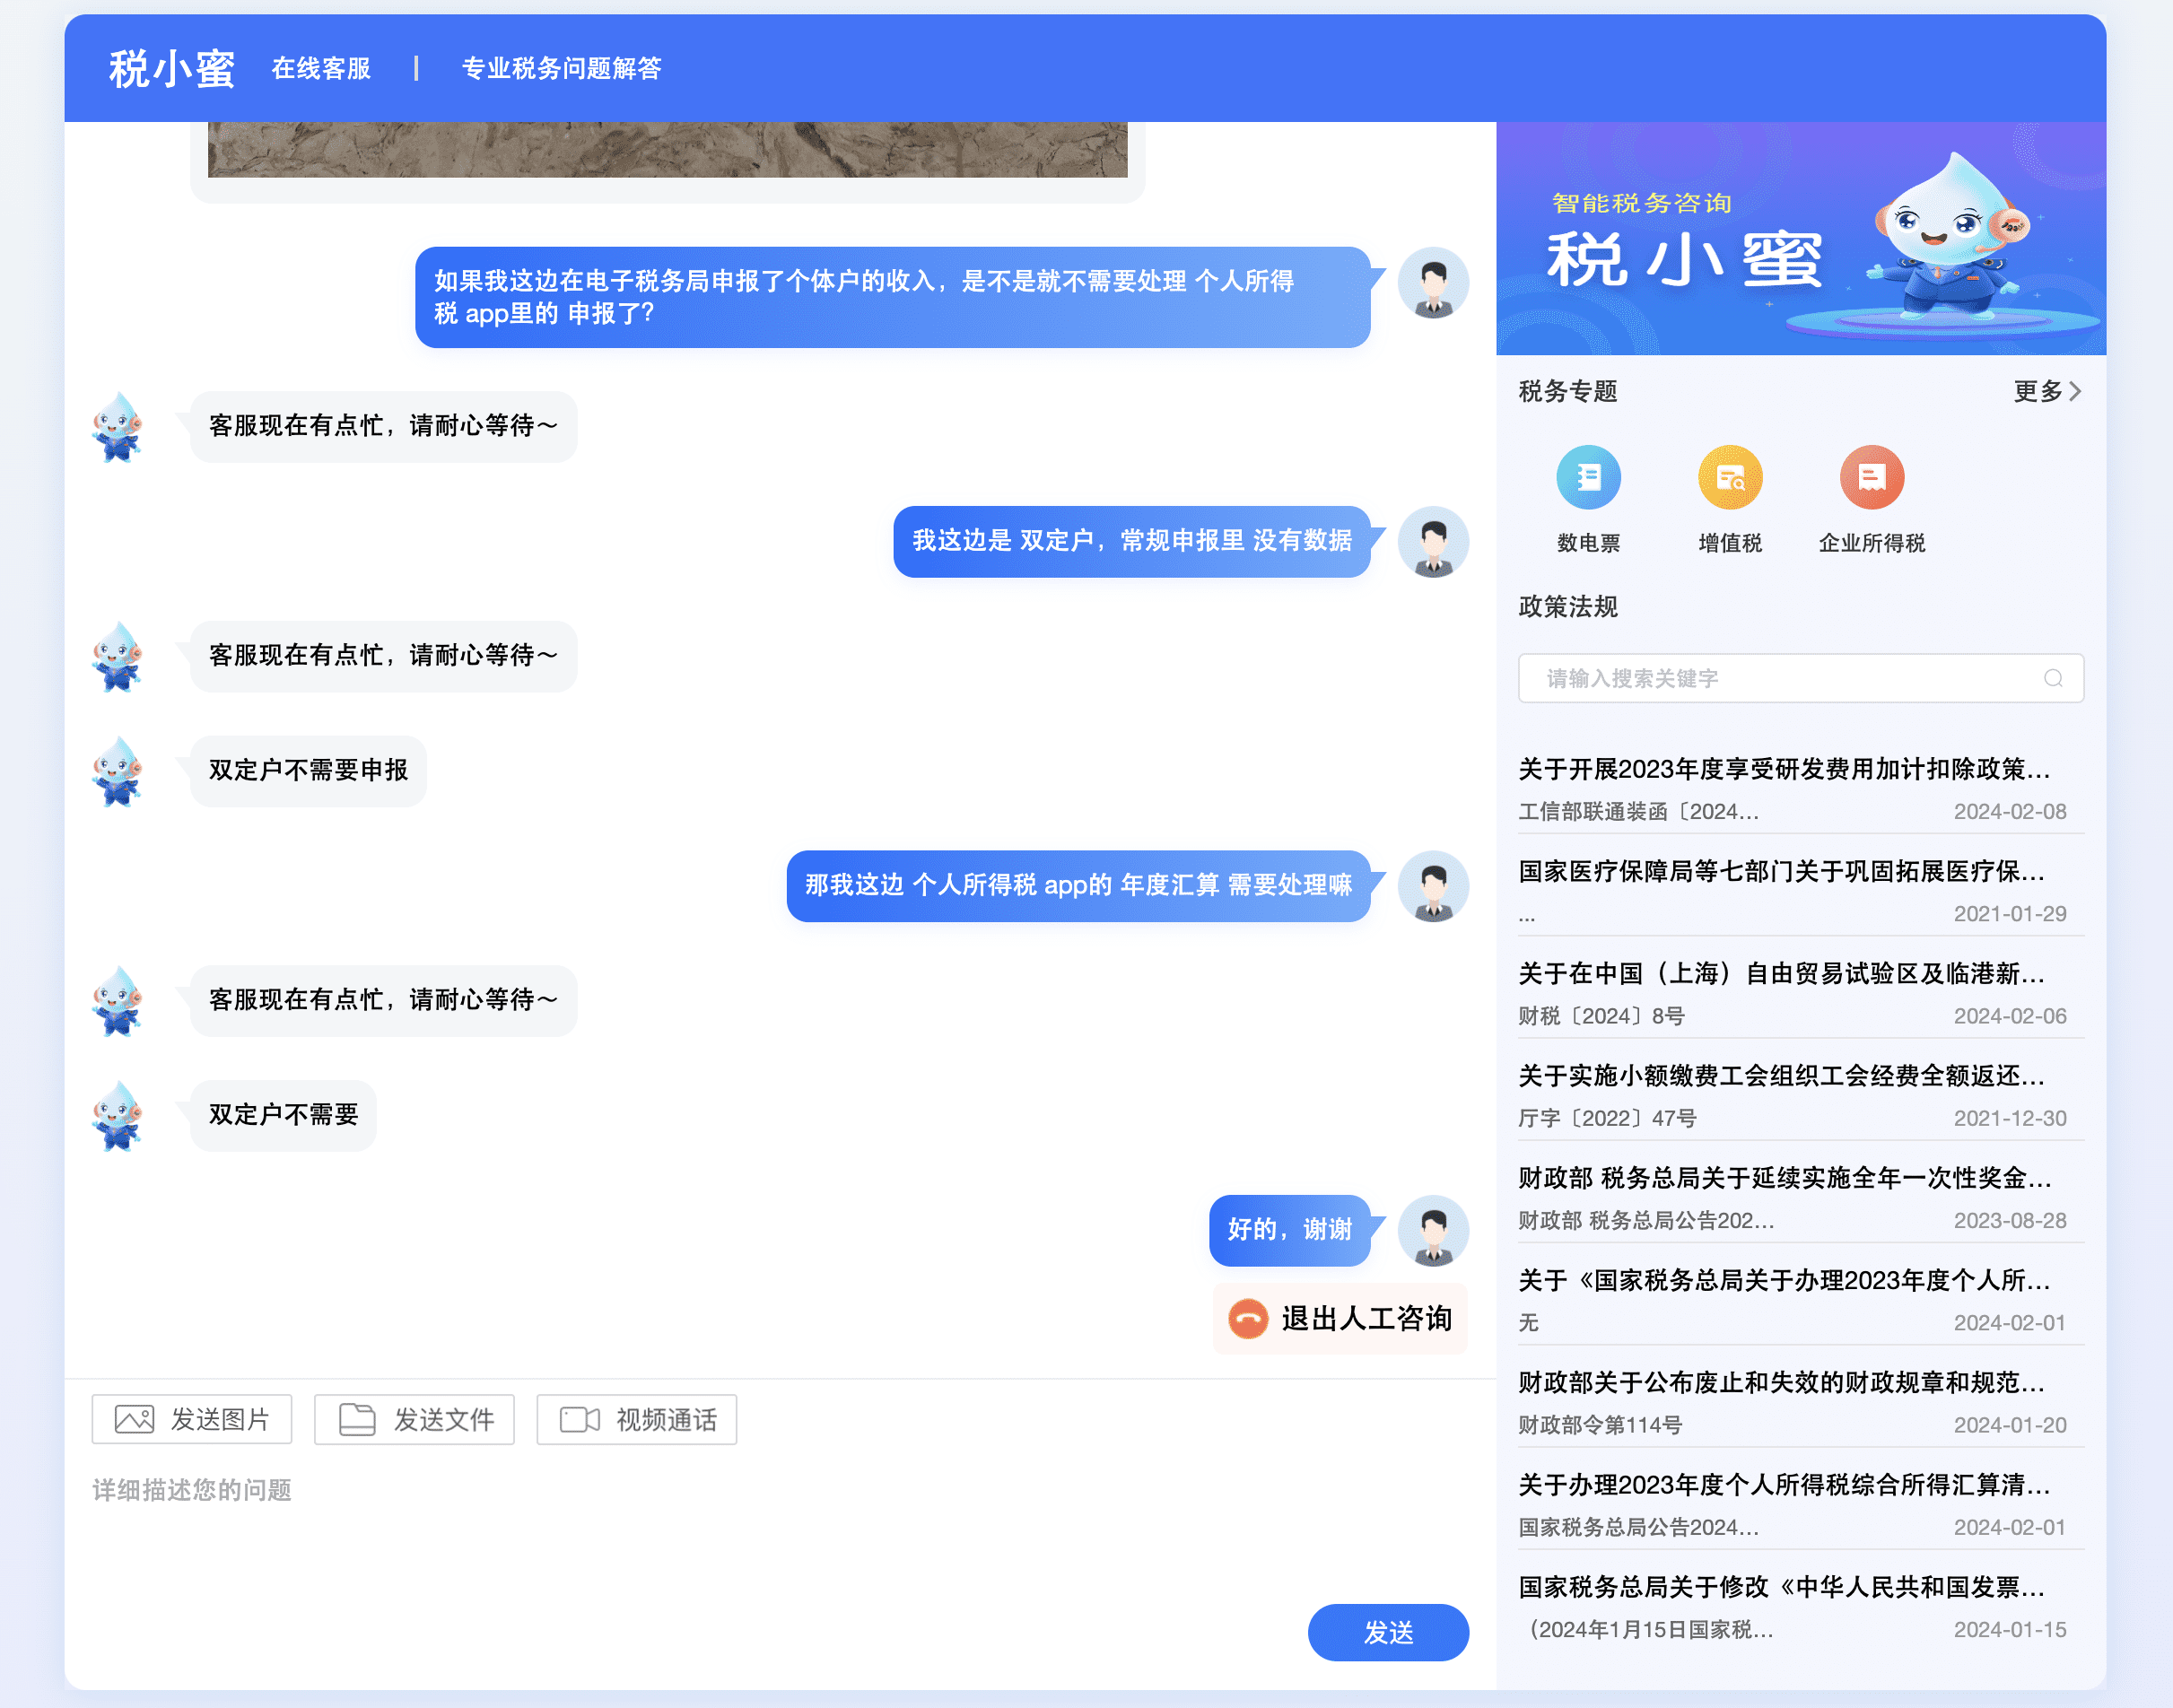 税小蜜 在线客服 | 专业税务问题解答
如果我这边在电子税务局申报了个体户的收入，是不是就不需要处理 个人所得
税 app里的 申报了？
客服现在有点忙，请耐心等待～
我这边是 双定户，常规申报里 没有数据
客服现在有点忙，请耐心等待～
双定户不需要申报
那我这边 个人所得税 app的 年度汇算 需要处理嘛
客服现在有点忙，请耐心等待～
双定户不需要
好的，谢谢
退出人工咨询
发送图片 发送文件 视频通话
详细描述您的问题
发送
智能税务咨询
税小蜜
税务专题 更多
数电票 增值税 企业所得税
政策法规
请输入搜索关键字
关于开展2023年度享受研发费用加计扣除政策...
工信部联通装函〔2024... 2024-02-08
国家医疗保障局等七部门关于巩固拓展医疗保...
... 2021-01-29
关于在中国（上海）自由贸易试验区及临港新...
财税〔2024〕8号 2024-02-06
关于实施小额缴费工会组织工会经费全额返还...
厅字〔2022〕47号 2021-12-30
财政部 税务总局关于延续实施全年一次性奖金...
财政部 税务总局公告202... 2023-08-28
关于《国家税务总局关于办理2023年度个人所...
无 2024-02-01
财政部关于公布废止和失效的财政规章和规范...
财政部令第114号 2024-01-20
关于办理2023年度个人所得税综合所得汇算清...
国家税务总局公告2024... 2024-02-01
国家税务总局关于修改《中华人民共和国发票...
（2024年1月15日国家税... 2024-01-15